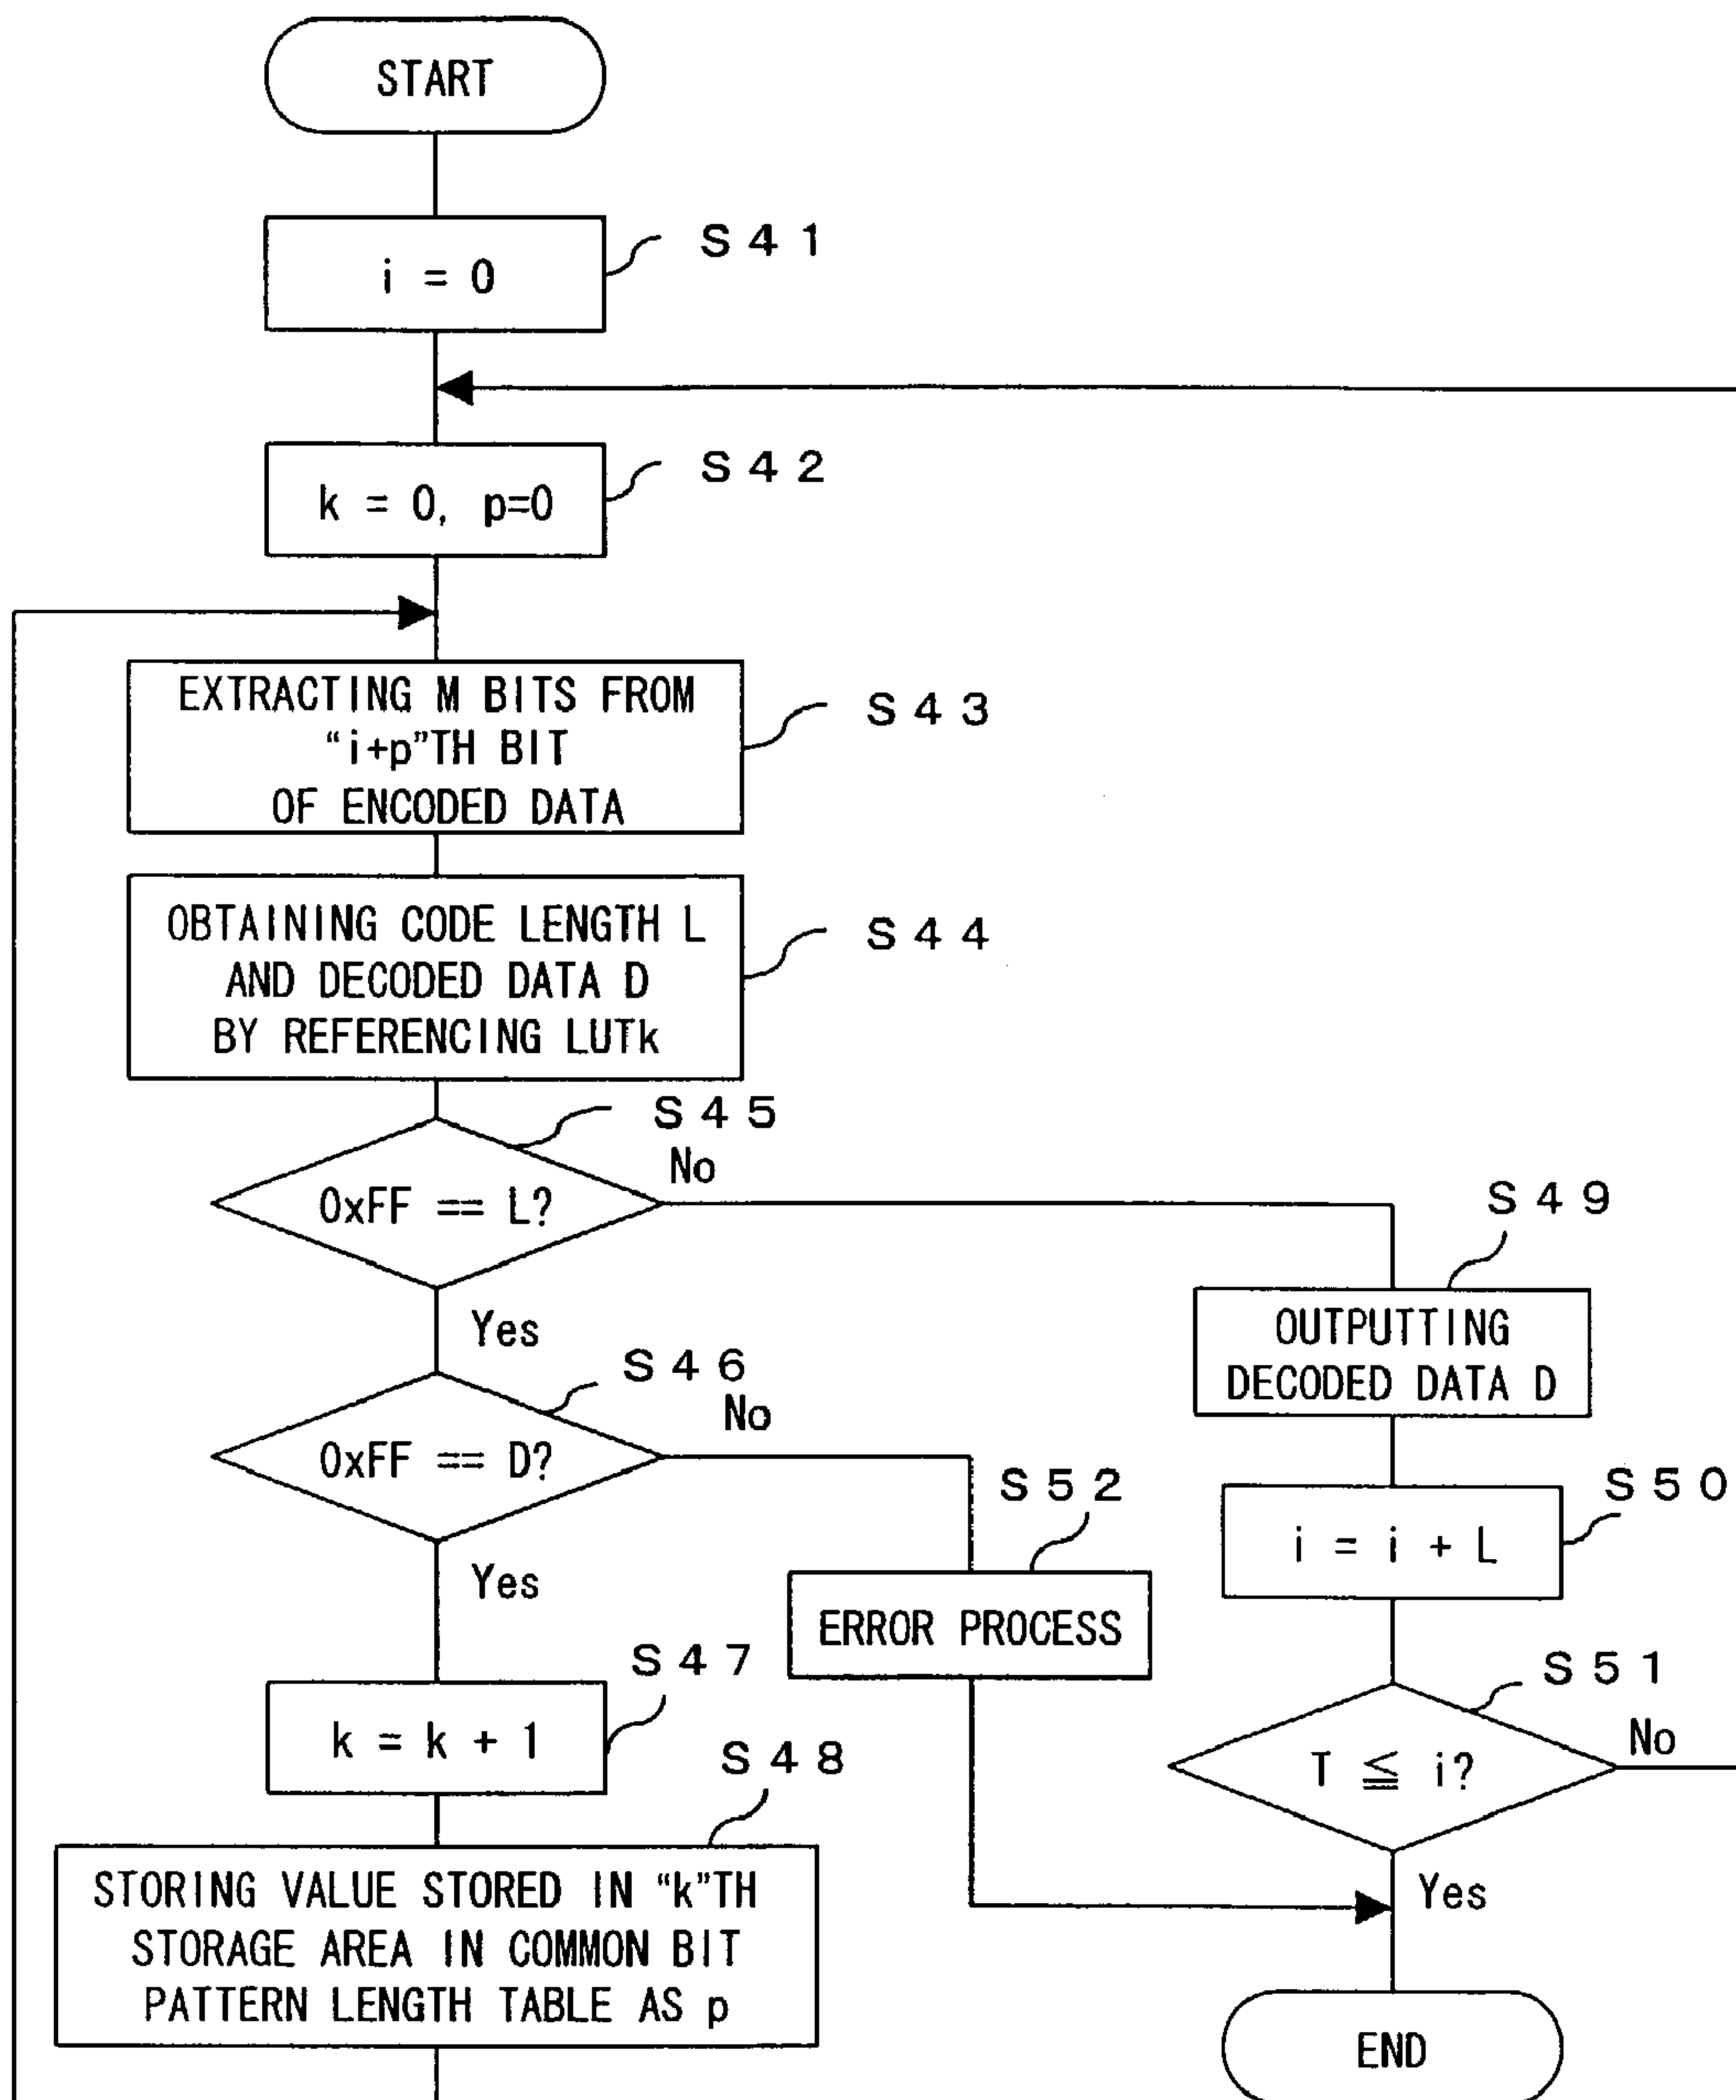 START
i = 0
S41
k = 0, p=0
S42
EXTRACTING M BITS FROM
“i+p”TH BIT
OF ENCODED DATA
S43
OBTAINING CODE LENGTH L
AND DECODED DATA D
BY REFERENCING LUTk
S44
S45
0xFF == L?
No
Yes
S46
0xFF == D?
No
Yes
S47
k = k + 1
S48
STORING VALUE STORED IN “k”TH
STORAGE AREA IN COMMON BIT
PATTERN LENGTH TABLE AS p
S49
OUTPUTTING
DECODED DATA D
S50
i = i + L
S51
T ≦ i?
No
Yes
S52
ERROR PROCESS
END